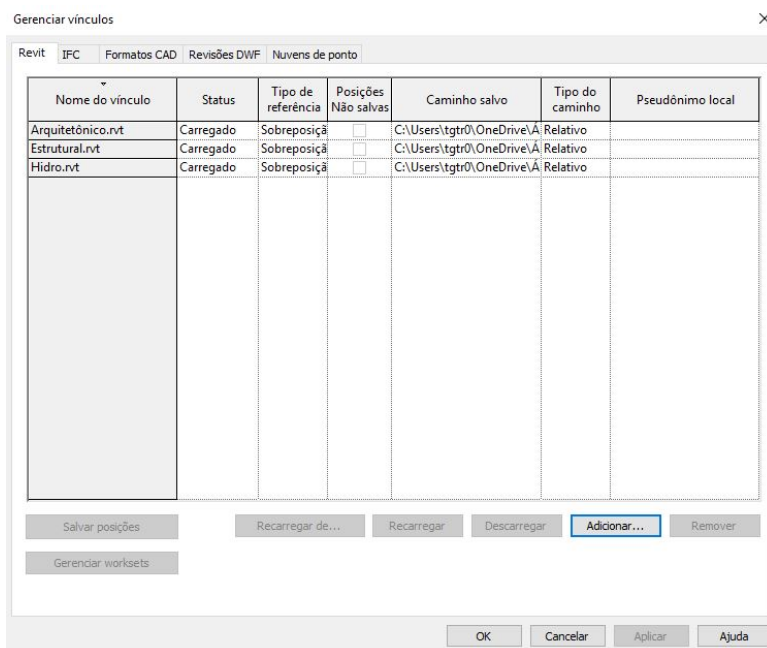 Gerenciar vínculos
Revit IFC Formatos CAD Revisões DWF Nuvens de ponto
Nome do vínculo Status Tipo de referência Posições Não salvas Caminho salvo Tipo do caminho Pseudônimo local
Arquitetônico.rvt Carregado Sobreposiçã C:\Users\tgtr0\OneDrive\Á Relativo
Estrutural.rvt Carregado Sobreposiçã C:\Users\tgtr0\OneDrive\Á Relativo
Hidro.rvt Carregado Sobreposiçã C:\Users\tgtr0\OneDrive\Á Relativo
Salvar posições Recarregar de... Recarregar Descarregar Adicionar... Remover
Gerenciar worksets
OK Cancelar Aplicar Ajuda